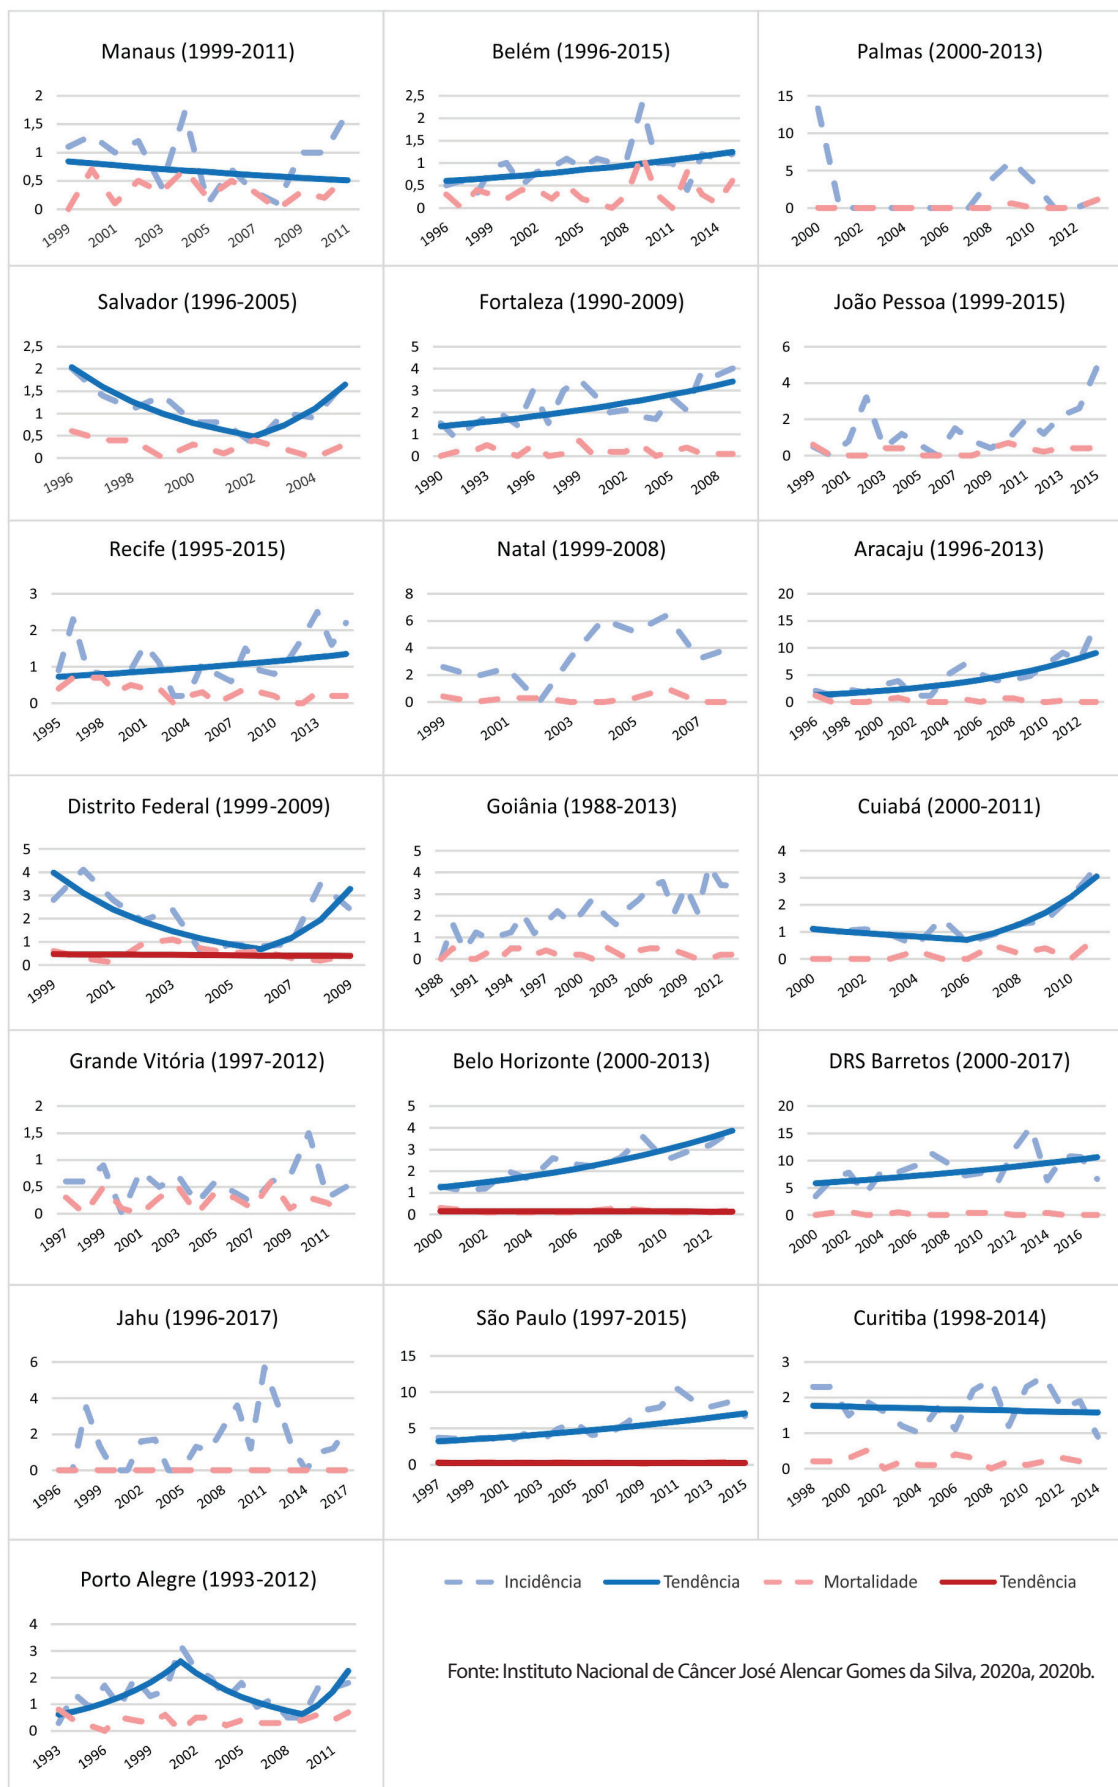 Manaus (1999-2011)
2
1,5
1
0,5
0
1999 2001 2003 2005 2007 2009 2011
Belém (1996-2015)
2,5
2
1,5
1
0,5
0
1996 1999 2002 2005 2008 2011 2014
Palmas (2000-2013)
15
10
5
0
2000 2002 2004 2006 2008 2010 2012
Salvador (1996-2005)
2,5
2
1,5
1
0,5
0
1996 1998 2000 2002 2004
Fortaleza (1990-2009)
5
4
3
2
1
0
1990 1993 1996 1999 2002 2005 2008
João Pessoa (1999-2015)
6
4
2
0
1999 2001 2003 2005 2007 2009 2011 2013 2015
Recife (1995-2015)
3
2
1
0
1995 1998 2001 2004 2007 2010 2013
Natal (1999-2008)
8
6
4
2
0
1999 2001 2003 2005 2007
Aracaju (1996-2013)
20
15
10
5
0
1996 1998 2000 2002 2004 2006 2008 2010 2012
Distrito Federal (1999-2009)
5
4
3
2
1
0
1999 2001 2003 2005 2007 2009
Goiânia (1988-2013)
5
4
3
2
1
0
1988 1991 1994 1997 2000 2003 2006 2009 2012
Cuiabá (2000-2011)
4
3
2
1
0
2000 2002 2004 2006 2008 2010
Grande Vitória (1997-2012)
2
1,5
1
0,5
0
1997 1999 2001 2003 2005 2007 2009 2011
Belo Horizonte (2000-2013)
5
4
3
2
1
0
2000 2002 2004 2006 2008 2010 2012
DRS Barretos (2000-2017)
20
15
10
5
0
2000 2002 2004 2006 2008 2010 2012 2014 2016
Jahu (1996-2017)
6
4
2
0
1996 1999 2002 2005 2008 2011 2014 2017
São Paulo (1997-2015)
15
10
5
0
1997 1999 2001 2003 2005 2007 2009 2011 2013 2015
Curitiba (1998-2014)
3
2
1
0
1998 2000 2002 2004 2006 2008 2010 2012 2014
Porto Alegre (1993-2012)
4
3
2
1
0
1993 1996 1999 2002 2005 2008 2011
Incidência Tendência Mortalidade Tendência
Fonte: Instituto Nacional de Câncer José Alencar Gomes da Silva, 2020a, 2020b.